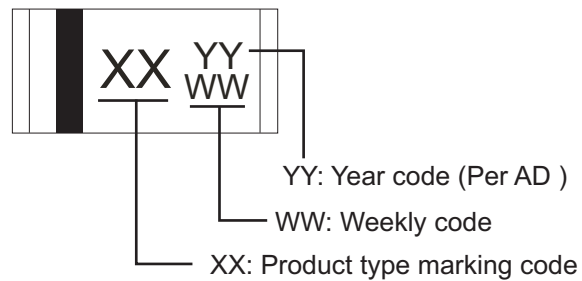 XX YY
WW
YY: Year code (Per AD )
WW: Weekly code
XX: Product type marking code